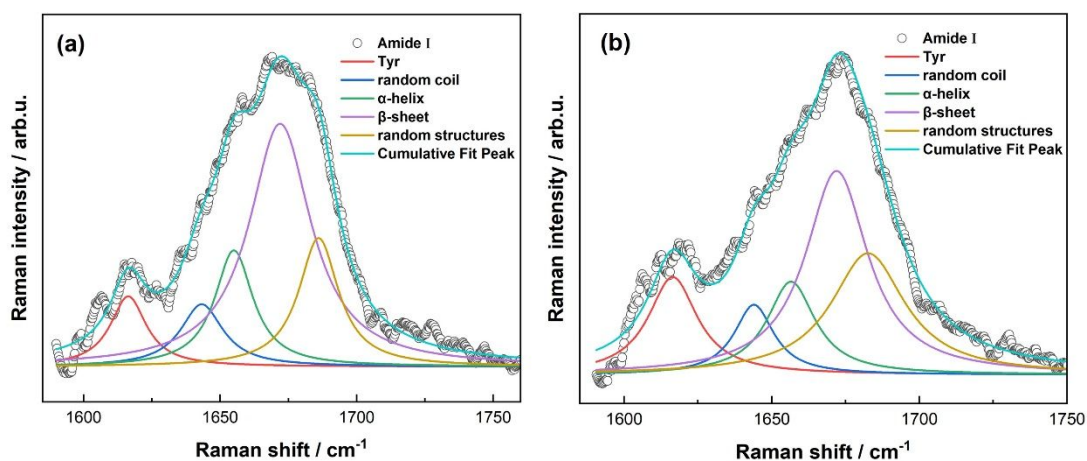 (a)
Amide I
Tyr
random coil
α-helix
β-sheet
random structures
Cumulative Fit Peak
Raman intensity / arb.u.
1600
1650
1700
1750
Raman shift / cm⁻¹
(b)
Amide I
Tyr
random coil
α-helix
β-sheet
random structures
Cumulative Fit Peak
Raman intensity / arb.u.
1600
1650
1700
1750
Raman shift / cm⁻¹